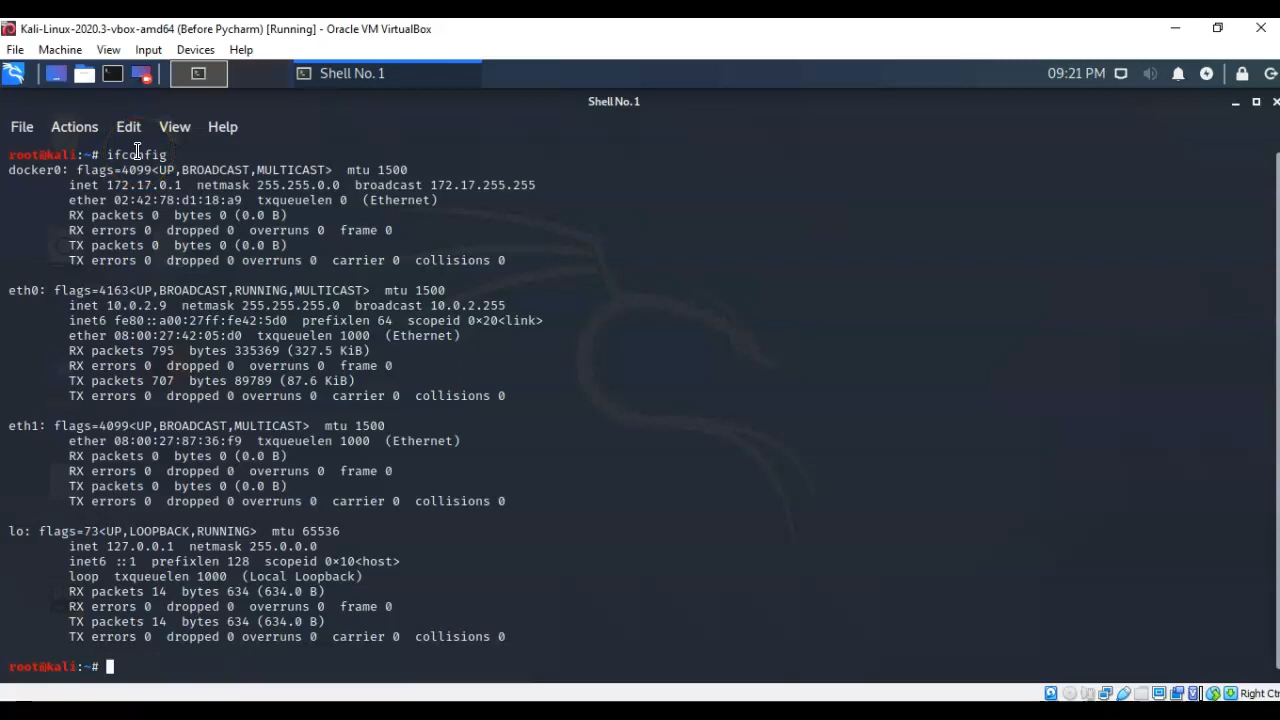 Kali-Linux-2020.3-vbox-amd64 (Before Pycharm) [Running] - Oracle VM VirtualBox
File Machine View Input Devices Help
Shell No. 1 09:21 PM
Shell No. 1
File Actions Edit View Help
root@kali:~# ifconfig
docker0: flags=4099<UP,BROADCAST,MULTICAST> mtu 1500
inet 172.17.0.1 netmask 255.255.0.0 broadcast 172.17.255.255
ether 02:42:78:d1:18:a9 txqueuelen 0 (Ethernet)
RX packets 0 bytes 0 (0.0 B)
RX errors 0 dropped 0 overruns 0 frame 0
TX packets 0 bytes 0 (0.0 B)
TX errors 0 dropped 0 overruns 0 carrier 0 collisions 0
eth0: flags=4163<UP,BROADCAST,RUNNING,MULTICAST> mtu 1500
inet 10.0.2.9 netmask 255.255.255.0 broadcast 10.0.2.255
inet6 fe80::a00:27ff:fe42:5d0 prefixlen 64 scopeid 0×20<link>
ether 08:00:27:42:05:d0 txqueuelen 1000 (Ethernet)
RX packets 795 bytes 335369 (327.5 KiB)
RX errors 0 dropped 0 overruns 0 frame 0
TX packets 707 bytes 89789 (87.6 KiB)
TX errors 0 dropped 0 overruns 0 carrier 0 collisions 0
eth1: flags=4099<UP,BROADCAST,MULTICAST> mtu 1500
ether 08:00:27:87:36:f9 txqueuelen 1000 (Ethernet)
RX packets 0 bytes 0 (0.0 B)
RX errors 0 dropped 0 overruns 0 frame 0
TX packets 0 bytes 0 (0.0 B)
TX errors 0 dropped 0 overruns 0 carrier 0 collisions 0
lo: flags=73<UP,LOOPBACK,RUNNING> mtu 65536
inet 127.0.0.1 netmask 255.0.0.0
inet6 ::1 prefixlen 128 scopeid 0×10<host>
loop txqueuelen 1000 (Local Loopback)
RX packets 14 bytes 634 (634.0 B)
RX errors 0 dropped 0 overruns 0 frame 0
TX packets 14 bytes 634 (634.0 B)
TX errors 0 dropped 0 overruns 0 carrier 0 collisions 0
root@kali:~#
Right Ctr